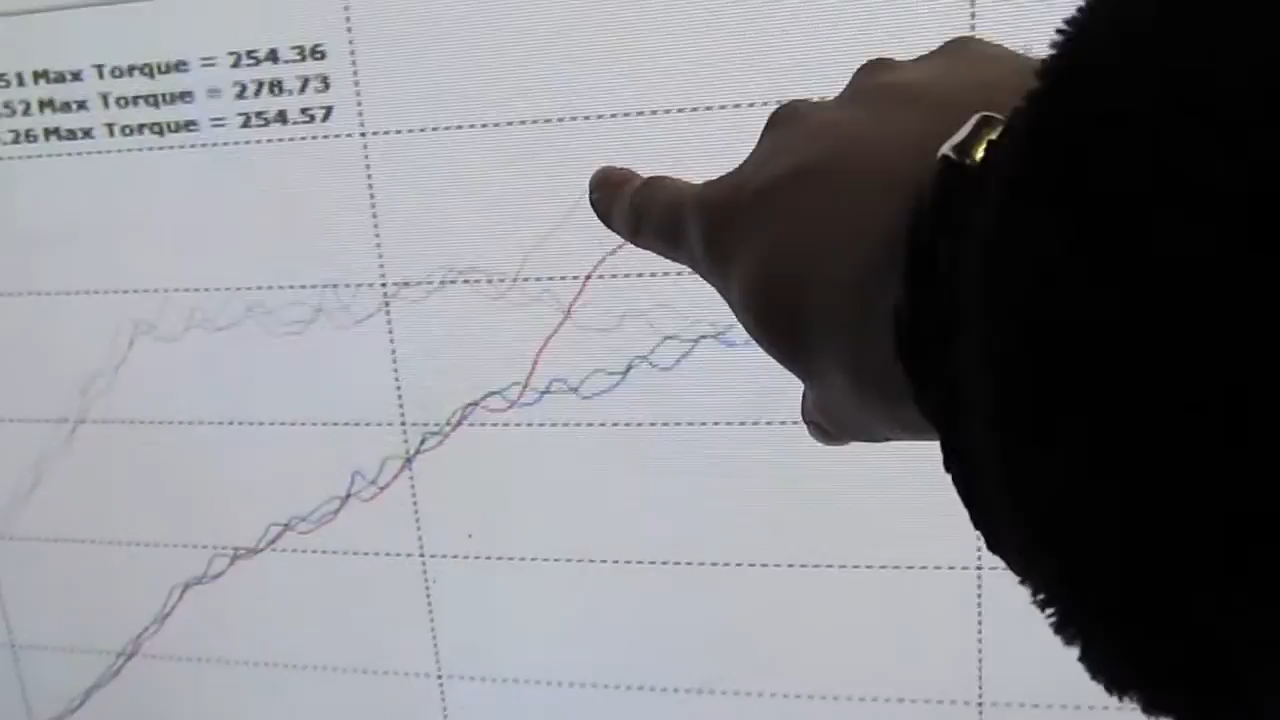 51 Max Torque = 254.36
.52 Max Torque = 278.73
.26 Max Torque = 254.57